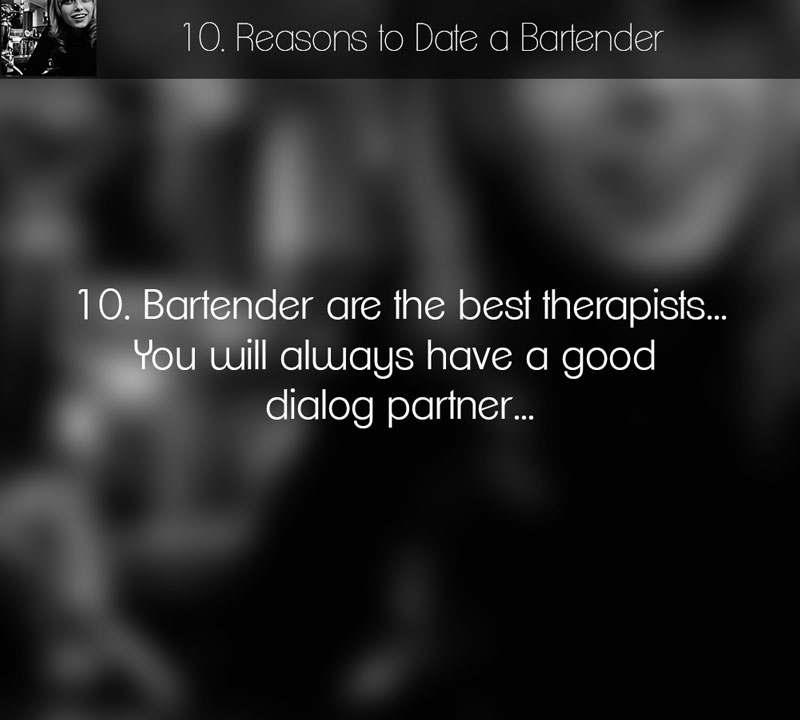 10. Reasons to Date a Bartender
10. Bartender are the best therapists...
You will always have a good
dialog partner...